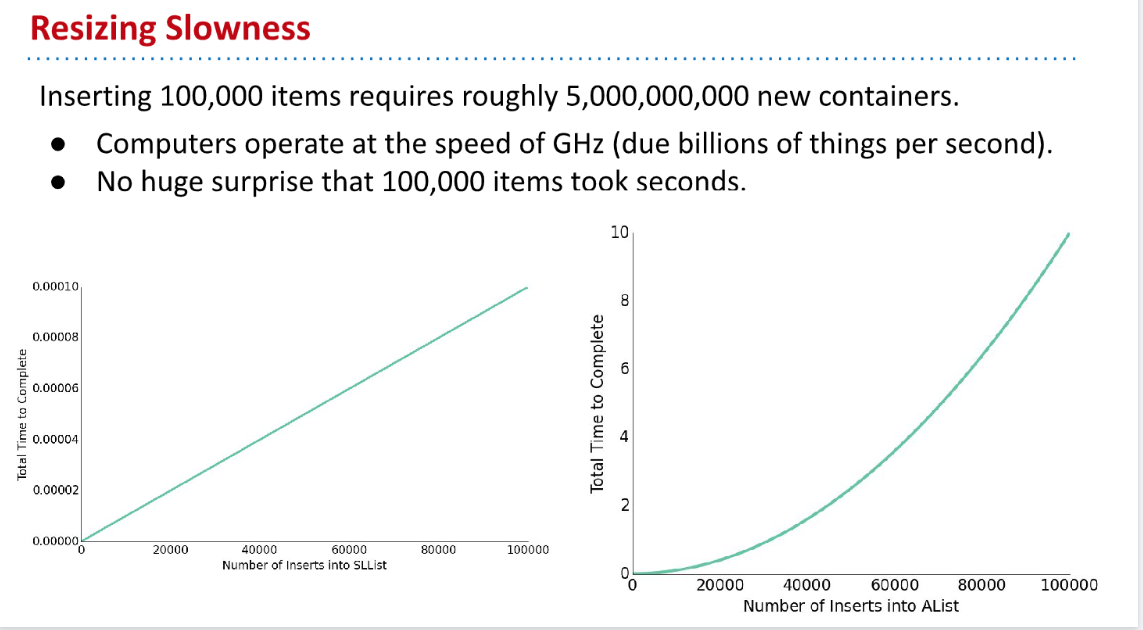 Resizing Slowness
Inserting 100,000 items requires roughly 5,000,000,000 new containers.
● Computers operate at the speed of GHz (due billions of things per second).
● No huge surprise that 100,000 items took seconds.
0.00010
0.00008
0.00006
0.00004
0.00002
0.00000
Total Time to Complete
0 20000 40000 60000 80000 100000
Number of Inserts into SLList
10
8
6
4
2
0
Total Time to Complete
0 20000 40000 60000 80000 100000
Number of Inserts into AList